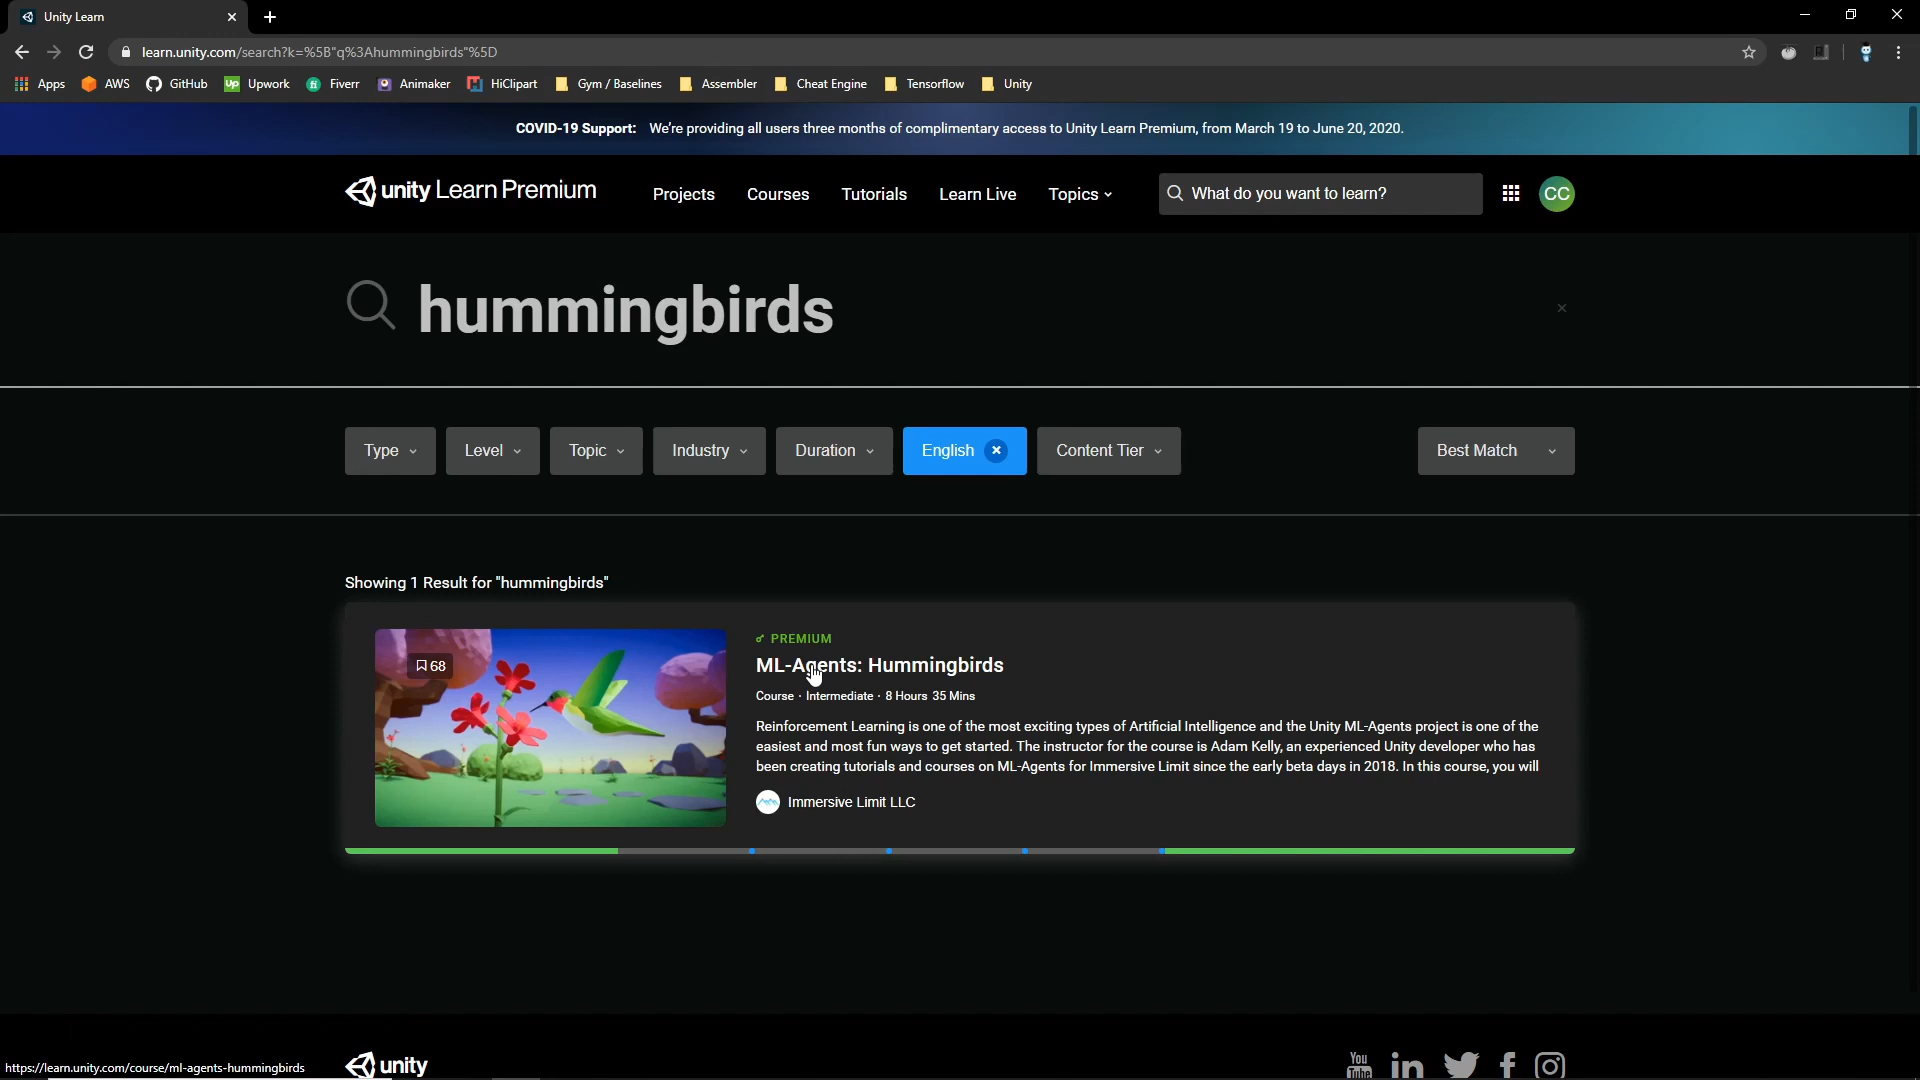 Unity Learn
learn.unity.com/search?k=%5B"q%3Ahummingbirds"%5D
Apps AWS GitHub Upwork Fiverr Animaker HiClipart Gym / Baselines Assembler Cheat Engine Tensorflow Unity
COVID-19 Support: We're providing all users three months of complimentary access to Unity Learn Premium, from March 19 to June 20, 2020.
unity Learn Premium Projects Courses Tutorials Learn Live Topics What do you want to learn? CC
hummingbirds
Type Level Topic Industry Duration English Content Tier Best Match
Showing 1 Result for "hummingbirds"
68
PREMIUM
ML-Agents: Hummingbirds
Course · Intermediate · 8 Hours 35 Mins
Reinforcement Learning is one of the most exciting types of Artificial Intelligence and the Unity ML-Agents project is one of the
easiest and most fun ways to get started. The instructor for the course is Adam Kelly, an experienced Unity developer who has
been creating tutorials and courses on ML-Agents for Immersive Limit since the early beta days in 2018. In this course, you will
Immersive Limit LLC
https://learn.unity.com/course/ml-agents-hummingbirds
unity
You Tube in f